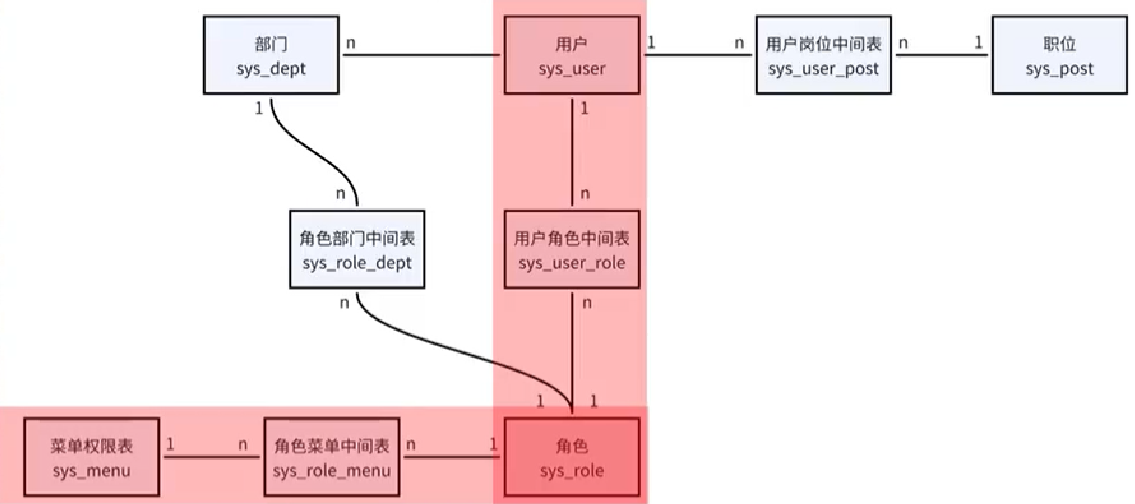 部门
sys_dept
n
用户
sys_user
1
n
用户岗位中间表
sys_user_post
n
1
职位
sys_post
1
1
n
n
角色部门中间表
sys_role_dept
用户角色中间表
sys_user_role
n
n
1
1
菜单权限表
sys_menu
1
n
角色菜单中间表
sys_role_menu
n
1
角色
sys_role